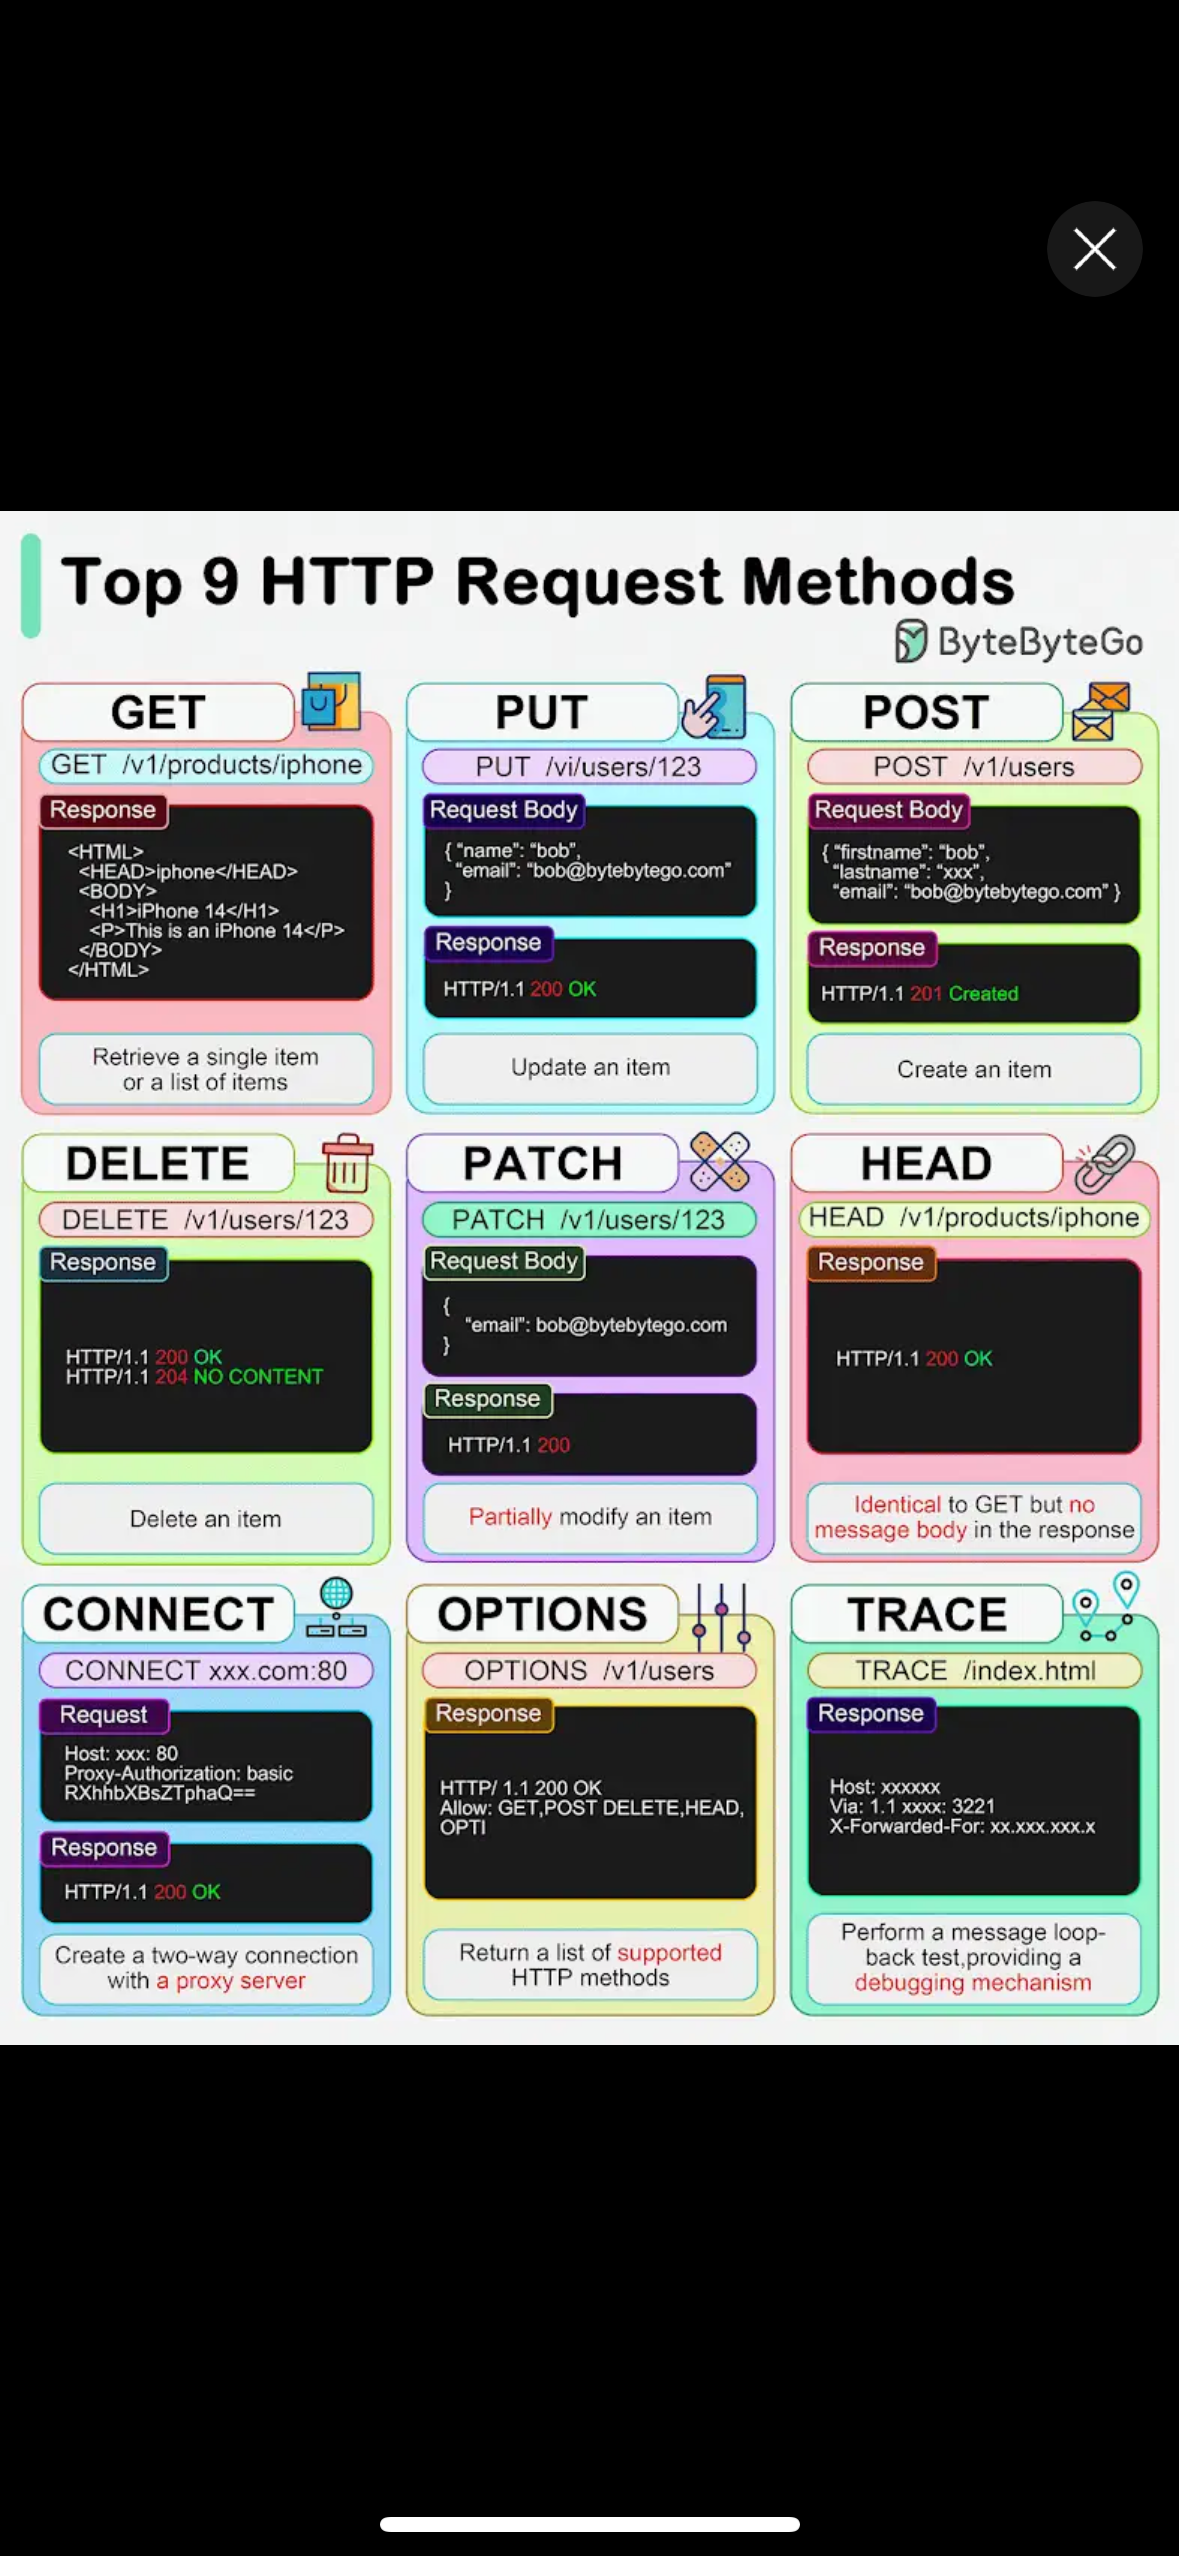 Top 9 HTTP Request Methods
ByteByteGo
GET
GET /v1/products/iphone
Response
<HTML>
<HEAD>iphone</HEAD>
<BODY>
<H1>iPhone 14</H1>
<P>This is an iPhone 14</P>
</BODY>
</HTML>
Retrieve a single item
or a list of items
PUT
PUT /vi/users/123
Request Body
{ “name”: “bob”,
“email”: “bob@bytebytego.com”
}
Response
HTTP/1.1 200 OK
Update an item
POST
POST /v1/users
Request Body
{ “firstname”: “bob”,
“lastname”: “xxx”,
“email”: “bob@bytebytego.com” }
Response
HTTP/1.1 201 Created
Create an item
DELETE
DELETE /v1/users/123
Response
HTTP/1.1 200 OK
HTTP/1.1 204 NO CONTENT
Delete an item
PATCH
PATCH /v1/users/123
Request Body
{
“email”: bob@bytebytego.com
}
Response
HTTP/1.1 200
Partially modify an item
HEAD
HEAD /v1/products/iphone
Response
HTTP/1.1 200 OK
Identical to GET but no
message body in the response
CONNECT
CONNECT xxx.com:80
Request
Host: xxx: 80
Proxy-Authorization: basic
RXhhbXBsZTphaQ==
Response
HTTP/1.1 200 OK
Create a two-way connection
with a proxy server
OPTIONS
OPTIONS /v1/users
Response
HTTP/ 1.1 200 OK
Allow: GET,POST DELETE,HEAD,
OPTI
Return a list of supported
HTTP methods
TRACE
TRACE /index.html
Response
Host: xxxxxx
Via: 1.1 xxxx: 3221
X-Forwarded-For: xx.xxx.xxx.x
Perform a message loop-
back test,providing a
debugging mechanism